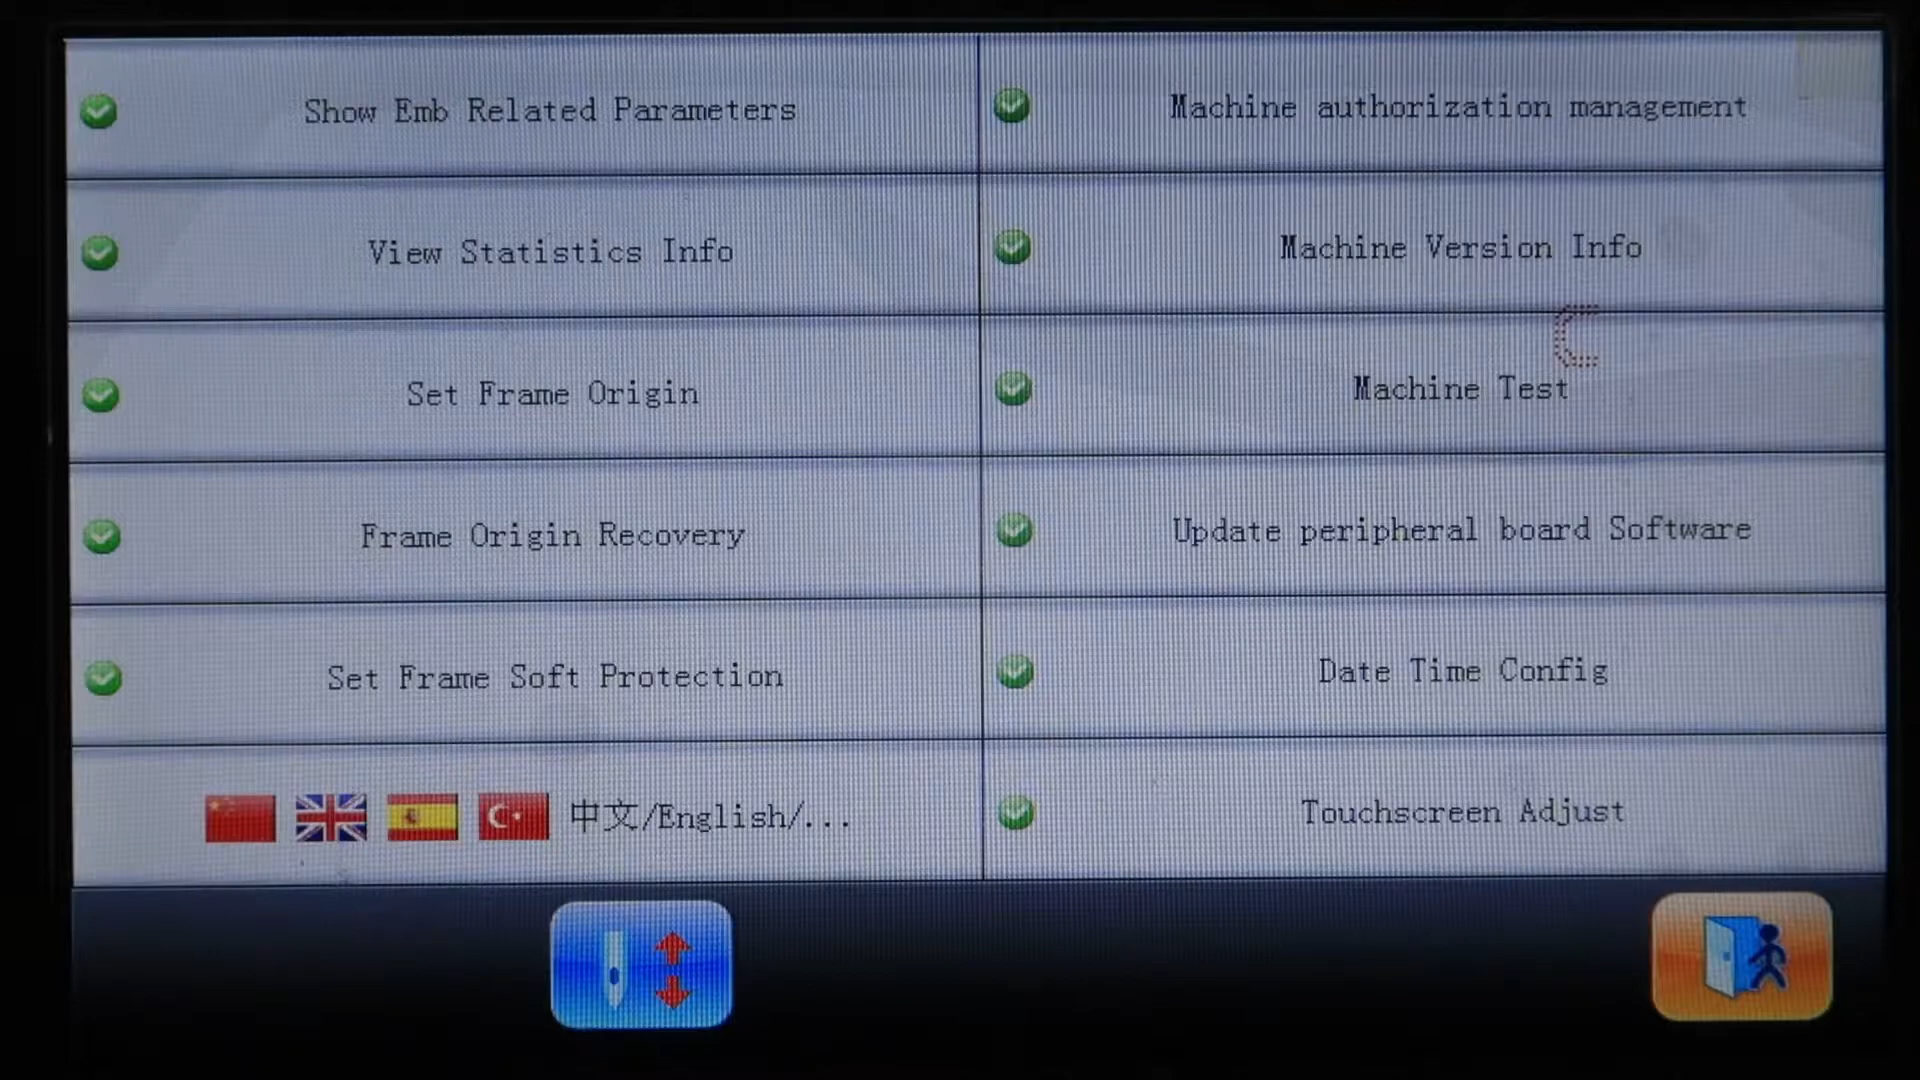 Show Emb Related Parameters
Machine authorization management
View Statistics Info
Machine Version Info
Set Frame Origin
Machine Test
Frame Origin Recovery
Update peripheral board Software
Set Frame Soft Protection
Date Time Config
中文/English/...
Touchscreen Adjust